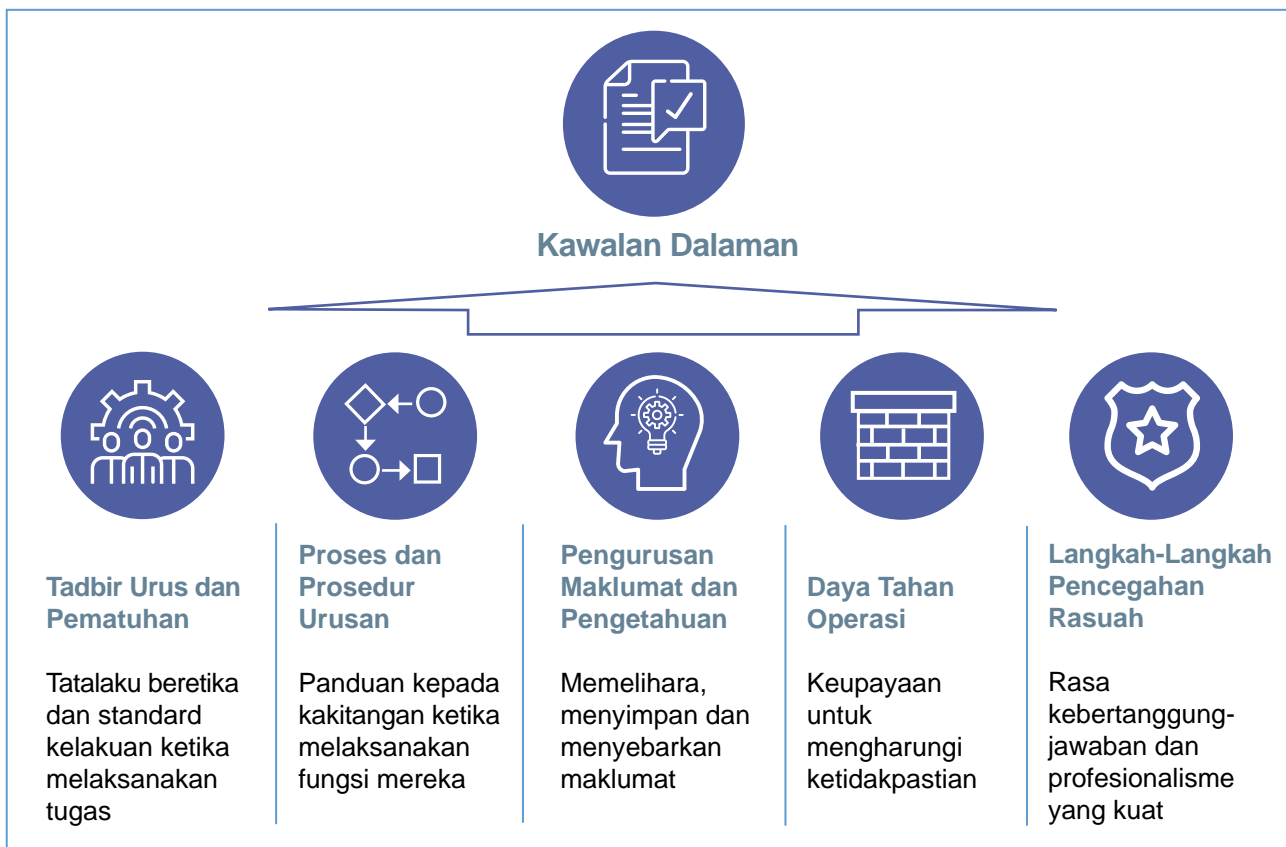 Kawalan Dalaman
Tadbir Urus dan
Pematuhan
Tatalaku beretika
dan standard
kelakuan ketika
melaksanakan
tugas
Proses dan
Prosedur
Urusan
Panduan kepada
kakitangan ketika
melaksanakan
fungsi mereka
Pengurusan
Maklumat dan
Pengetahuan
Memelihara,
menyimpan dan
menyebarkan
maklumat
Daya Tahan
Operasi
Keupayaan
untuk
mengharungi
ketidakpastian
Langkah-Langkah
Pencegahan
Rasuah
Rasa
kebertanggung-
jawaban dan
profesionalisme
yang kuat